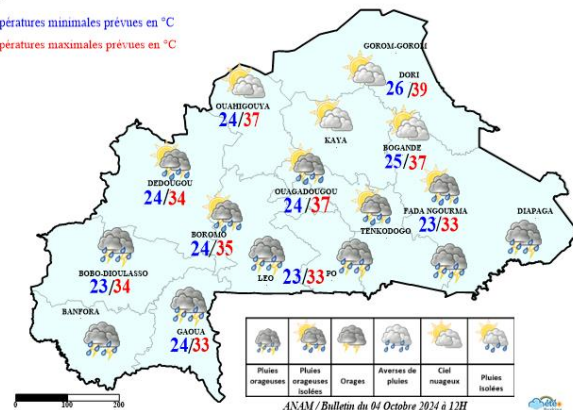 pératures minimales prévues en °C
pératures maximales prévues en °C
GOROM-GOROM
DORI
26/39
OUAHIGOUYA
24/37
KAYA
BOGANDE
25/37
DEDOUGOU
24/34
OUAGADOUGOU
24/37
FADA NGOURMA
23/33
DIAPAGA
BOROMO
24/35
TENKODOGO
BOBO-DIOULASSO
23/34
LEO
23/33
PO
BANFORA
GAOUA
24/33
Pluies orageuses
Pluies orageuses isolées
Orages
Averses de pluies
Ciel nuageux
Pluies isolées
0 100 200
ANAM / Bulletin du 04 Octobre 2024 à 12H